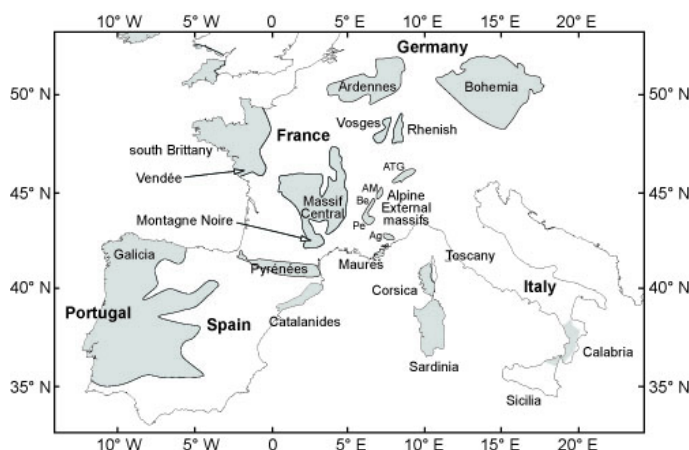 10° W 5° W 0 5° E 10° E 15° E 20° E
Germany
50° N
Ardennes
Bohemia
50° N
Vosges
Rhenish
France
south Brittany
Vendée
ATG
AM
Be
Alpine
External
massifs
45° N
Massif
Central
45° N
Montagne Noire
Pe
Ag
Galicia
Pyrénées
Maures
Toscany
40° N
Corsica
Italy
40° N
Portugal
Spain
Catalanides
Sardinia
Calabria
35° N
Sicilia
35° N
10° W 5° W 0 5° E 10° E 15° E 20° E